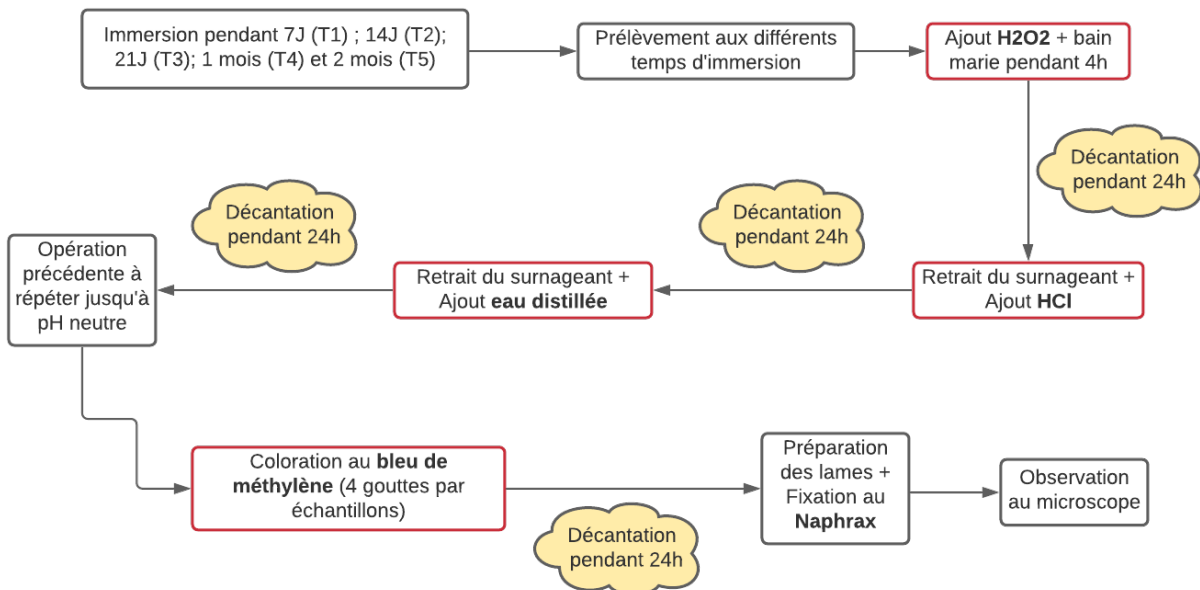 Immersion pendant 7J (T1) ; 14J (T2);
21J (T3); 1 mois (T4) et 2 mois (T5)
Prélèvement aux différents
temps d'immersion
Ajout H2O2 + bain
marie pendant 4h
Décantation
pendant 24h
Retrait du surnageant +
Ajout HCl
Décantation
pendant 24h
Retrait du surnageant +
Ajout eau distillée
Décantation
pendant 24h
Opération
précédente à
répéter jusqu'à
pH neutre
Coloration au bleu de
méthylène (4 gouttes par
échantillons)
Décantation
pendant 24h
Préparation
des lames +
Fixation au
Naphrax
Observation
au microscope